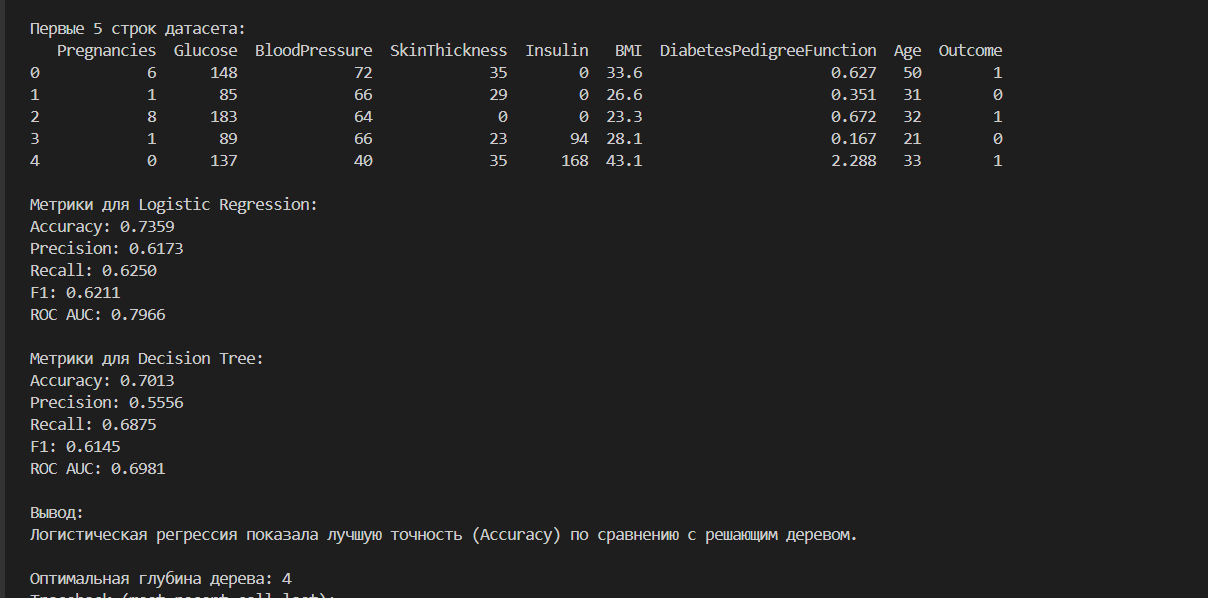 Первые 5 строк датасета:
Pregnancies Glucose BloodPressure SkinThickness Insulin BMI DiabetesPedigreeFunction Age Outcome
0 6 148 72 35 0 33.6 0.627 50 1
1 1 85 66 29 0 26.6 0.351 31 0
2 8 183 64 0 0 23.3 0.672 32 1
3 1 89 66 23 94 28.1 0.167 21 0
4 0 137 40 35 168 43.1 2.288 33 1
Метрики для Logistic Regression:
Accuracy: 0.7359
Precision: 0.6173
Recall: 0.6250
F1: 0.6211
ROC AUC: 0.7966
Метрики для Decision Tree:
Accuracy: 0.7013
Precision: 0.5556
Recall: 0.6875
F1: 0.6145
ROC AUC: 0.6981
Вывод:
Логистическая регрессия показала лучшую точность (Accuracy) по сравнению с решающим деревом.
Оптимальная глубина дерева: 4
Traceback (most recent call last):